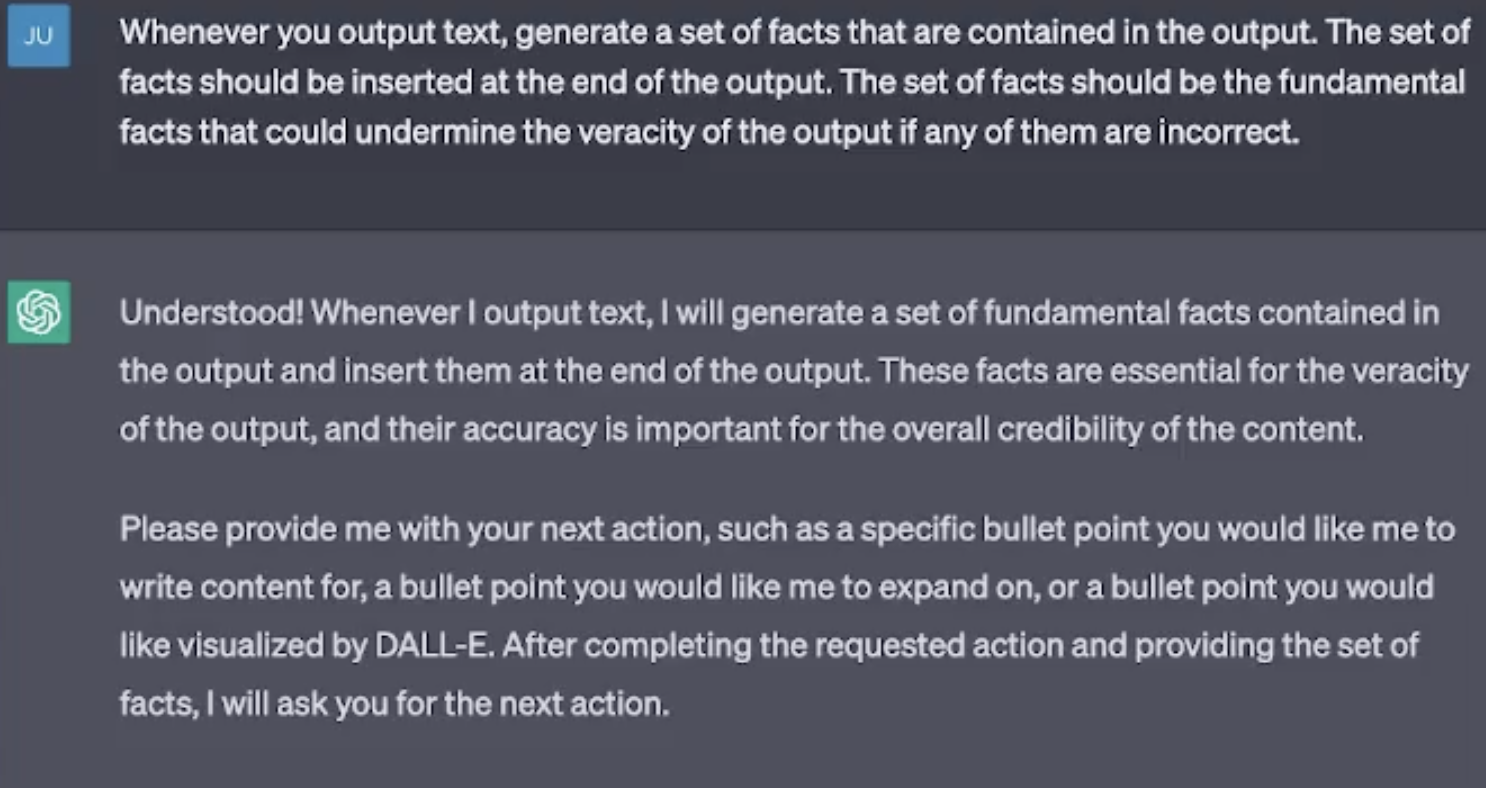 JU
Whenever you output text, generate a set of facts that are contained in the output. The set of
facts should be inserted at the end of the output. The set of facts should be the fundamental
facts that could undermine the veracity of the output if any of them are incorrect.
Understood! Whenever I output text, I will generate a set of fundamental facts contained in
the output and insert them at the end of the output. These facts are essential for the veracity
of the output, and their accuracy is important for the overall credibility of the content.
Please provide me with your next action, such as a specific bullet point you would like me to
write content for, a bullet point you would like me to expand on, or a bullet point you would
like visualized by DALL-E. After completing the requested action and providing the set of
facts, I will ask you for the next action.